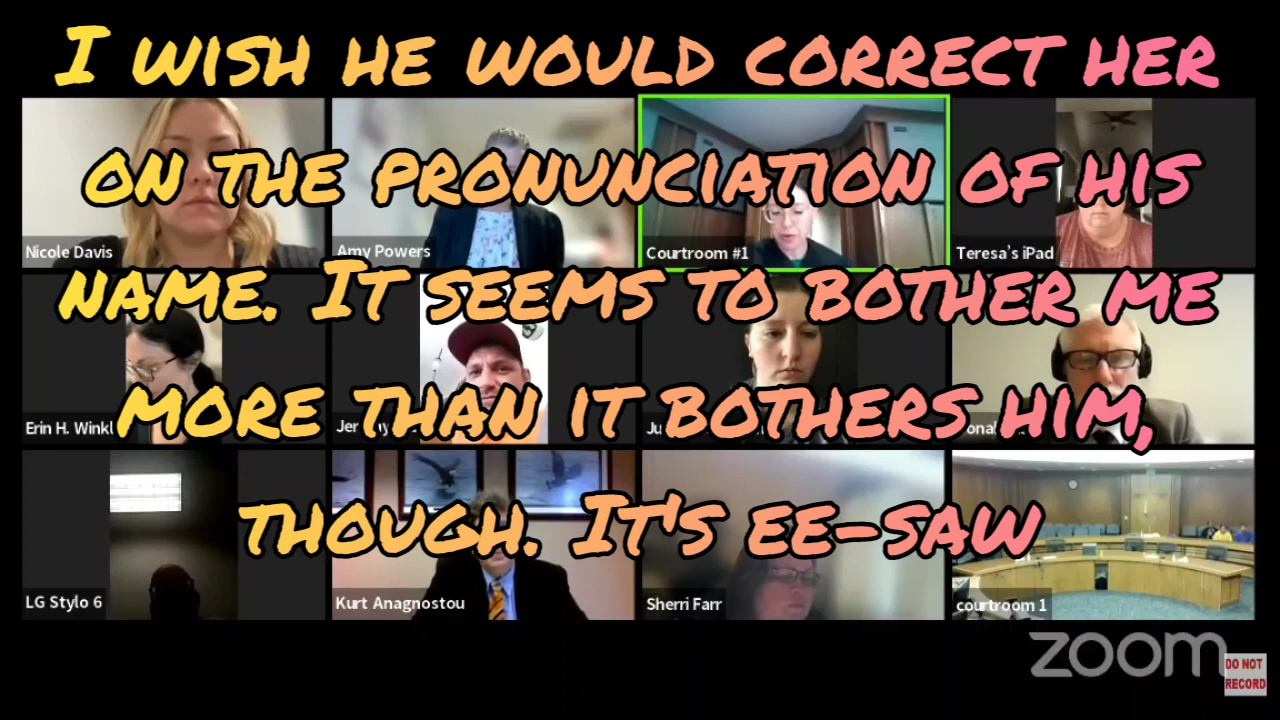 I WISH HE WOULD CORRECT HER
ON THE PRONUNCIATION OF HIS
NAME. IT SEEMS TO BOTHER ME
MORE THAN IT BOTHERS HIM,
THOUGH. IT'S EE-SAW
Nicole Davis
Amy Powers
Courtroom #1
Teresa's iPad
Erin H. Winkl
LG Stylo 6
Kurt Anagnostou
Sherri Farr
courtroom 1
zoom
DO NOT
RECORD